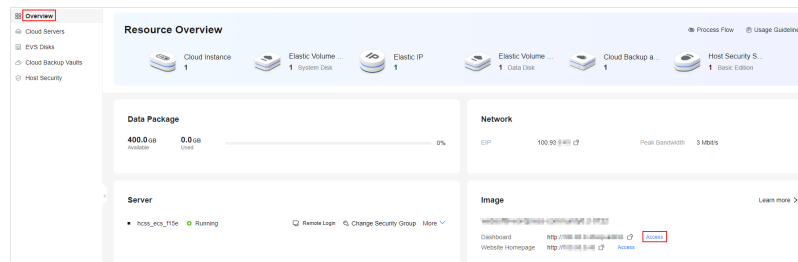 Overview
Cloud Servers
EVS Disks
Cloud Backup Vaults
Host Security
Resource Overview
Process Flow
Usage Guideline
Cloud Instance
1
Elastic Volume ...
1 System Disk
Elastic IP
1
Elastic Volume ...
1 Data Disk
Cloud Backup a...
1
Host Security S...
1 Basic Edition
Data Package
400.0 GB
Available
0.0 GB
Used
0%
Network
EIP 100.93
Peak Bandwidth 3 Mbit/s
Server
hcss_ecs_f15e Running
Remote Login Change Security Group More
Image
Learn more
Dashboard http:// Access
Website Homepage http:// Access